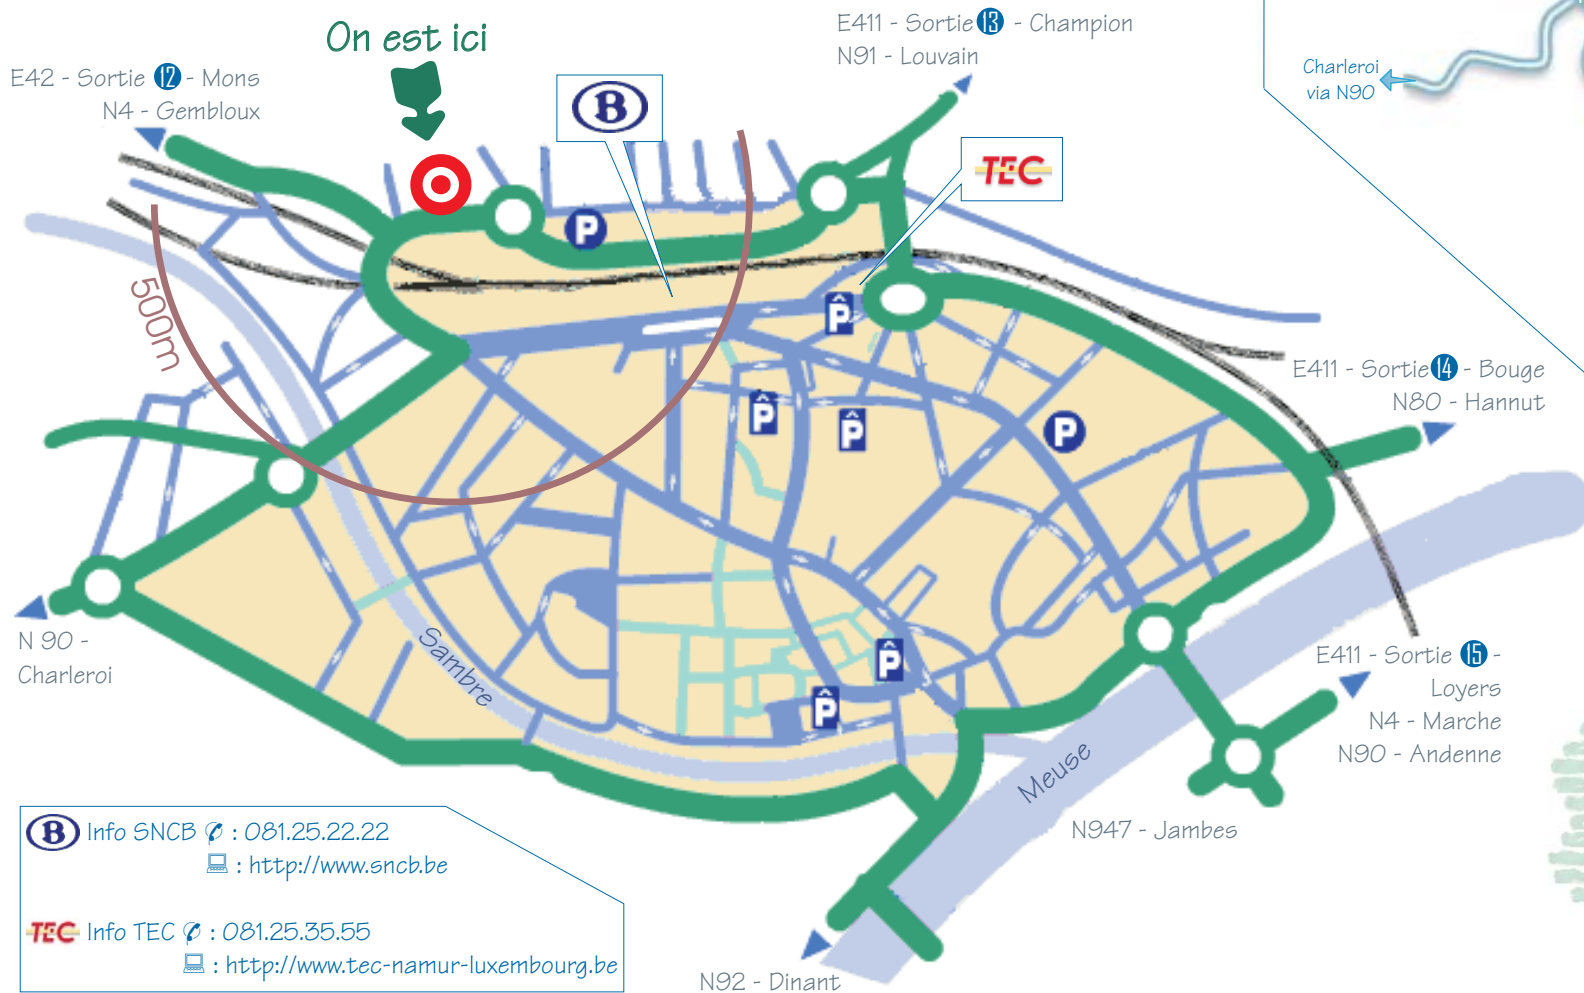 On est ici
E411 - Sortie 13 - Champion
N91 - Louvain
E42 - Sortie 12 - Mons
N4 - Gembloux
Charleroi
via N90
B
TEC
P
500m
P
P
P
P
E411 - Sortie 14 - Bouge
N80 - Hannut
N 90 -
Charleroi
Sambre
P
P
E411 - Sortie 15 -
Loyers
N4 - Marche
N90 - Andenne
Meuse
N947 - Jambes
N92 - Dinant
B Info SNCB : 081.25.22.22
: http://www.sncb.be
TEC Info TEC : 081.25.35.55
: http://www.tec-namur-luxembourg.be